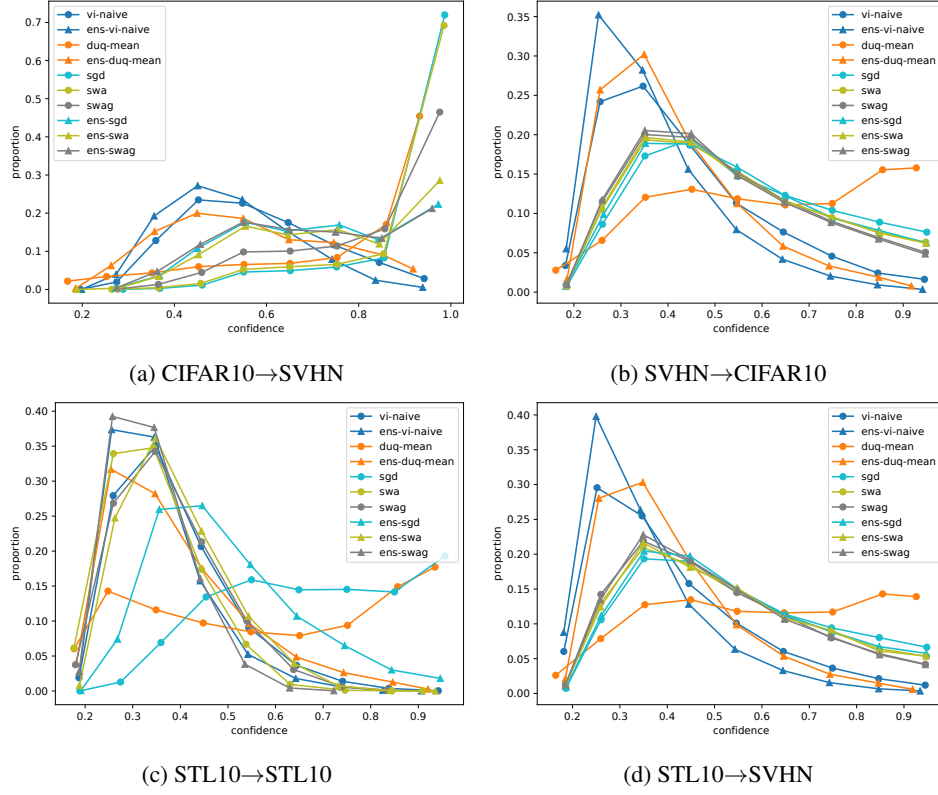 0.7
0.6
0.5
0.4
0.3
0.2
0.1
0.0
proportion
vi-naive
ens-vi-naive
duq-mean
ens-duq-mean
sgd
swa
swag
ens-sgd
ens-swa
ens-swag
0.2 0.4 0.6 0.8 1.0
confidence
(a) CIFAR10→SVHN
0.35
0.30
0.25
0.20
0.15
0.10
0.05
0.00
proportion
vi-naive
ens-vi-naive
duq-mean
ens-duq-mean
sgd
swa
swag
ens-sgd
ens-swa
ens-swag
0.2 0.3 0.4 0.5 0.6 0.7 0.8 0.9
confidence
(b) SVHN→CIFAR10
0.40
0.35
0.30
0.25
0.20
0.15
0.10
0.05
0.00
proportion
vi-naive
ens-vi-naive
duq-mean
ens-duq-mean
sgd
swa
swag
ens-sgd
ens-swa
ens-swag
0.2 0.3 0.4 0.5 0.6 0.7 0.8 0.9
confidence
(c) STL10→STL10
0.40
0.35
0.30
0.25
0.20
0.15
0.10
0.05
0.00
proportion
vi-naive
ens-vi-naive
duq-mean
ens-duq-mean
sgd
swa
swag
ens-sgd
ens-swa
ens-swag
0.2 0.3 0.4 0.5 0.6 0.7 0.8 0.9
confidence
(d) STL10→SVHN